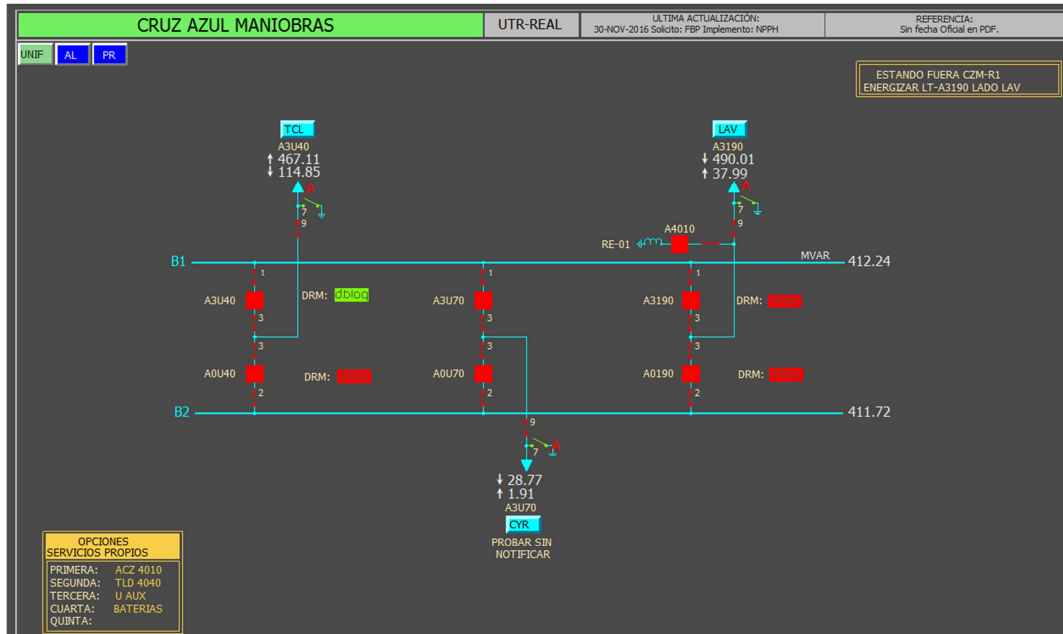 CRUZ AZUL MANIOBRAS
UTR-REAL
ULTIMA ACTUALIZACIÓN:
30-NOV-2016 Solicito: FBP Implemento: NPPH
REFERENCIA:
Sin fecha Oficial en PDF.
UNIF
AL
PR
ESTANDO FUERA CZM-R1
ENERGIZAR LT-A3190 LADO LAV
TCL
A3U40
467.11
114.85
A
7
9
LAV
A3190
490.01
37.99
A
7
9
RE-01
A4010
B1
MVAR
412.24
1
1
1
A3U40
DRM: dbloq
A3U70
A3190
DRM:
3
3
3
3
3
3
A0U40
DRM:
A0U70
A0190
DRM:
2
2
2
B2
411.72
9
A
7
28.77
1.91
A3U70
CYR
PROBAR SIN
NOTIFICAR
OPCIONES
SERVICIOS PROPIOS
PRIMERA: ACZ 4010
SEGUNDA: TLD 4040
TERCERA: U AUX
CUARTA: BATERIAS
QUINTA: